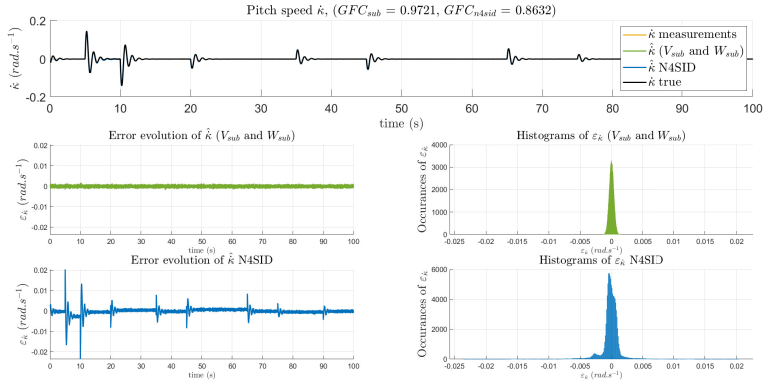 Pitch speed κ̇, (GFC_sub = 0.9721, GFC_n4sid = 0.8632)
0.2
0
-0.2
κ̇ (rad.s⁻¹)
κ̇ measurements
κ̇̂ (V_sub and W_sub)
κ̇̂ N4SID
κ̇ true
0 10 20 30 40 50 60 70 80 90 100
time (s)
Error evolution of κ̇̂ (V_sub and W_sub)
0.02
0.01
0
-0.01
-0.02
ε_κ̇ (rad.s⁻¹)
0 10 20 30 40 50 60 70 80 90 100
time (s)
Histograms of ε_κ̇ (V_sub and W_sub)
4000
3000
2000
1000
0
Occurances of ε_κ̇
-0.025 -0.02 -0.015 -0.01 -0.005 0 0.005 0.01 0.015 0.02
ε_κ̇ (rad.s⁻¹)
Error evolution of κ̇̂ N4SID
0.02
0.01
0
-0.01
-0.02
ε_κ̇ (rad.s⁻¹)
0 10 20 30 40 50 60 70 80 90 100
time (s)
Histograms of ε_κ̇ N4SID
6000
4000
2000
0
Occurances of ε_κ̇
-0.025 -0.02 -0.015 -0.01 -0.005 0 0.005 0.01 0.015 0.02
ε_κ̇ (rad.s⁻¹)